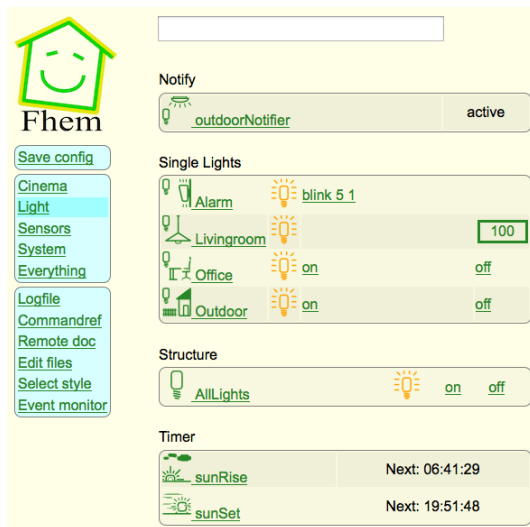 Fhem
Save config
Cinema
Light
Sensors
System
Everything
Logfile
Commandref
Remote doc
Edit files
Select style
Event monitor
Notify
outdoorNotifier active
Single Lights
Alarm blink 5 1
Livingroom 100
Office on off
Outdoor on off
Structure
AllLights on off
Timer
sunRise Next: 06:41:29
sunSet Next: 19:51:48